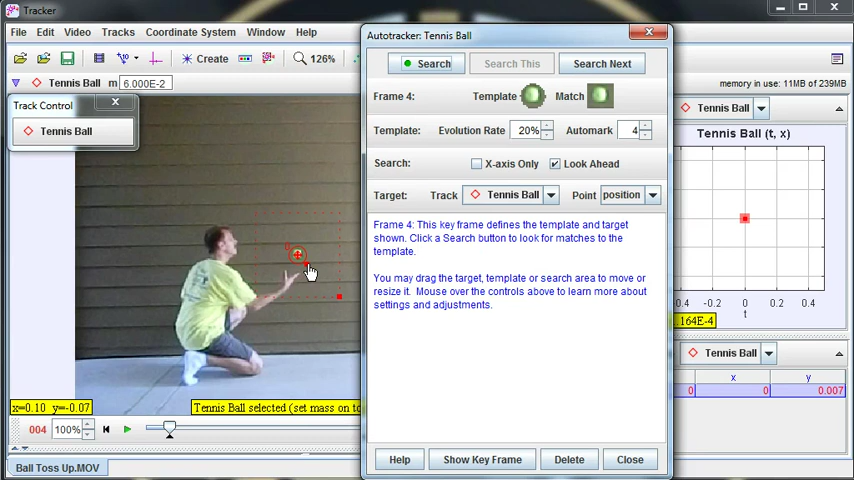 Tracker
File Edit Video Tracks Coordinate System Window Help
Create 126%
Tennis Ball m 6.000E-2
memory in use: 11MB of 239MB
Track Control
Tennis Ball
Autotracker: Tennis Ball
Search Search This Search Next
Frame 4: Template Match
Template: Evolution Rate 20% Automark 4
Search: X-axis Only Look Ahead
Target: Track Tennis Ball Point position
Frame 4: This key frame defines the template and target
shown. Click a Search button to look for matches to the
template.
You may drag the target, template or search area to move or
resize it. Mouse over the controls above to learn more about
settings and adjustments.
Help Show Key Frame Delete Close
Tennis Ball
Tennis Ball (t, x)
0.4 -0.2 0 0.2 0.4
t
.164E-4
Tennis Ball
x y
0 0 0.007
0
x=0.10 y=-0.07
Tennis Ball selected (set mass on to
004 100%
Ball Toss Up.MOV